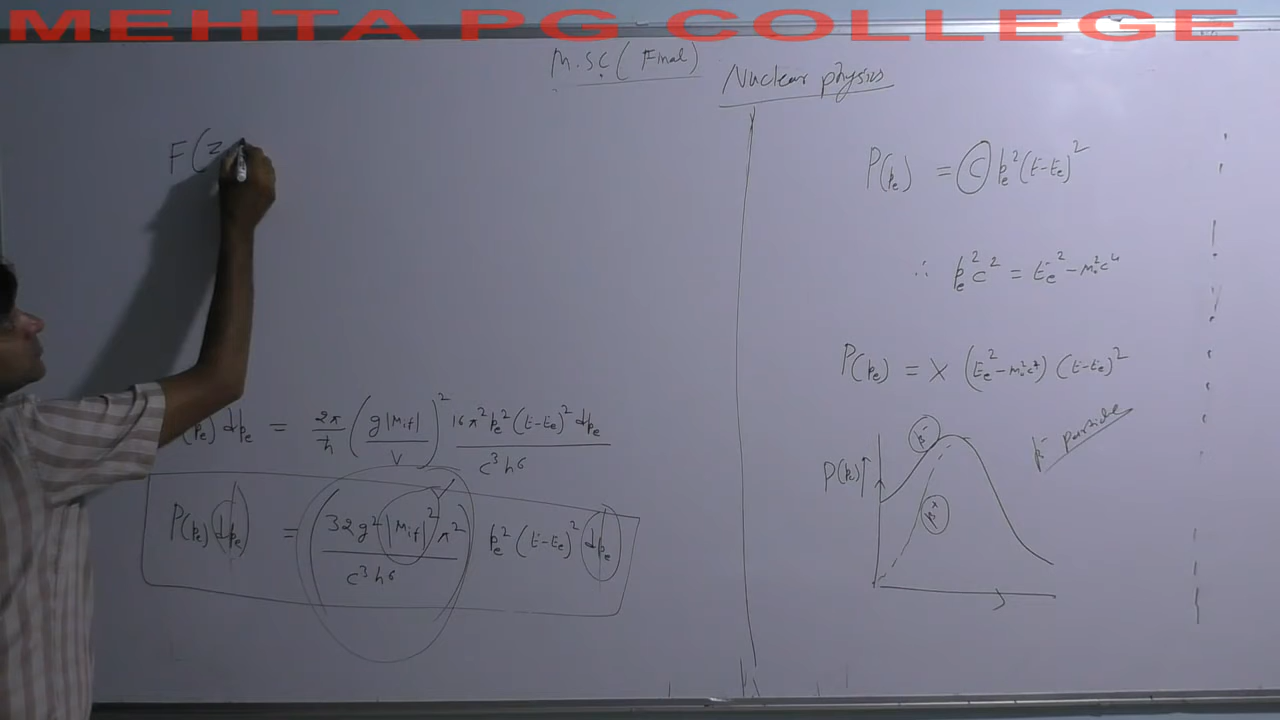 MEHTA PG COLLEGE
M.Sc (Final)
Nuclear physics
F(Z
P(pₑ) dpₑ = 2π/ħ (g|Mif|/V)² 16π²pₑ²(E-Eₑ)² dpₑ / c³h⁶
P(pₑ) dpₑ = (32g²|Mif|²π² / c³h⁶) pₑ²(E-Eₑ)² dpₑ
P(pₑ) = C pₑ²(E-Eₑ)²
∴ pₑ²c² = Eₑ²-m₀²c⁴
P(pₑ) = X (Eₑ²-m₀²c⁴) (E-Eₑ)²
β⁻
P(pₑ)↑
β⁺
β⁻ particle